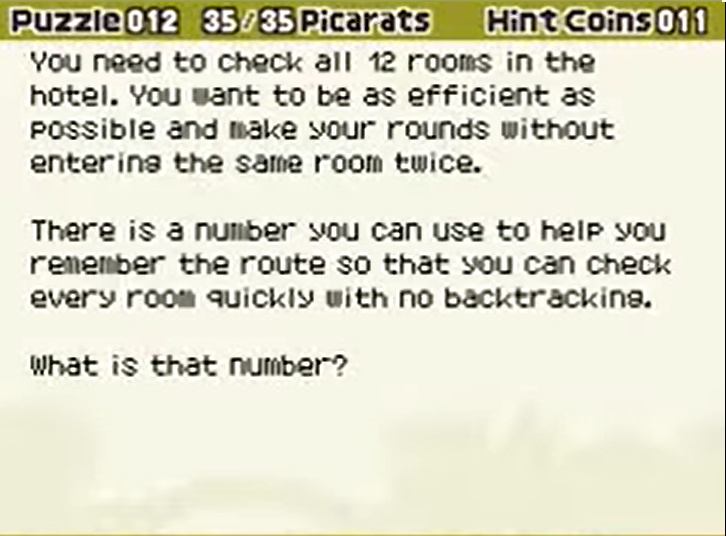 Puzzle 012 35/35 Picarats Hint Coins 011
You need to check all 12 rooms in the
hotel. You want to be as efficient as
possible and make your rounds without
entering the same room twice.
There is a number you can use to help you
remember the route so that you can check
every room quickly with no backtracking.
What is that number?